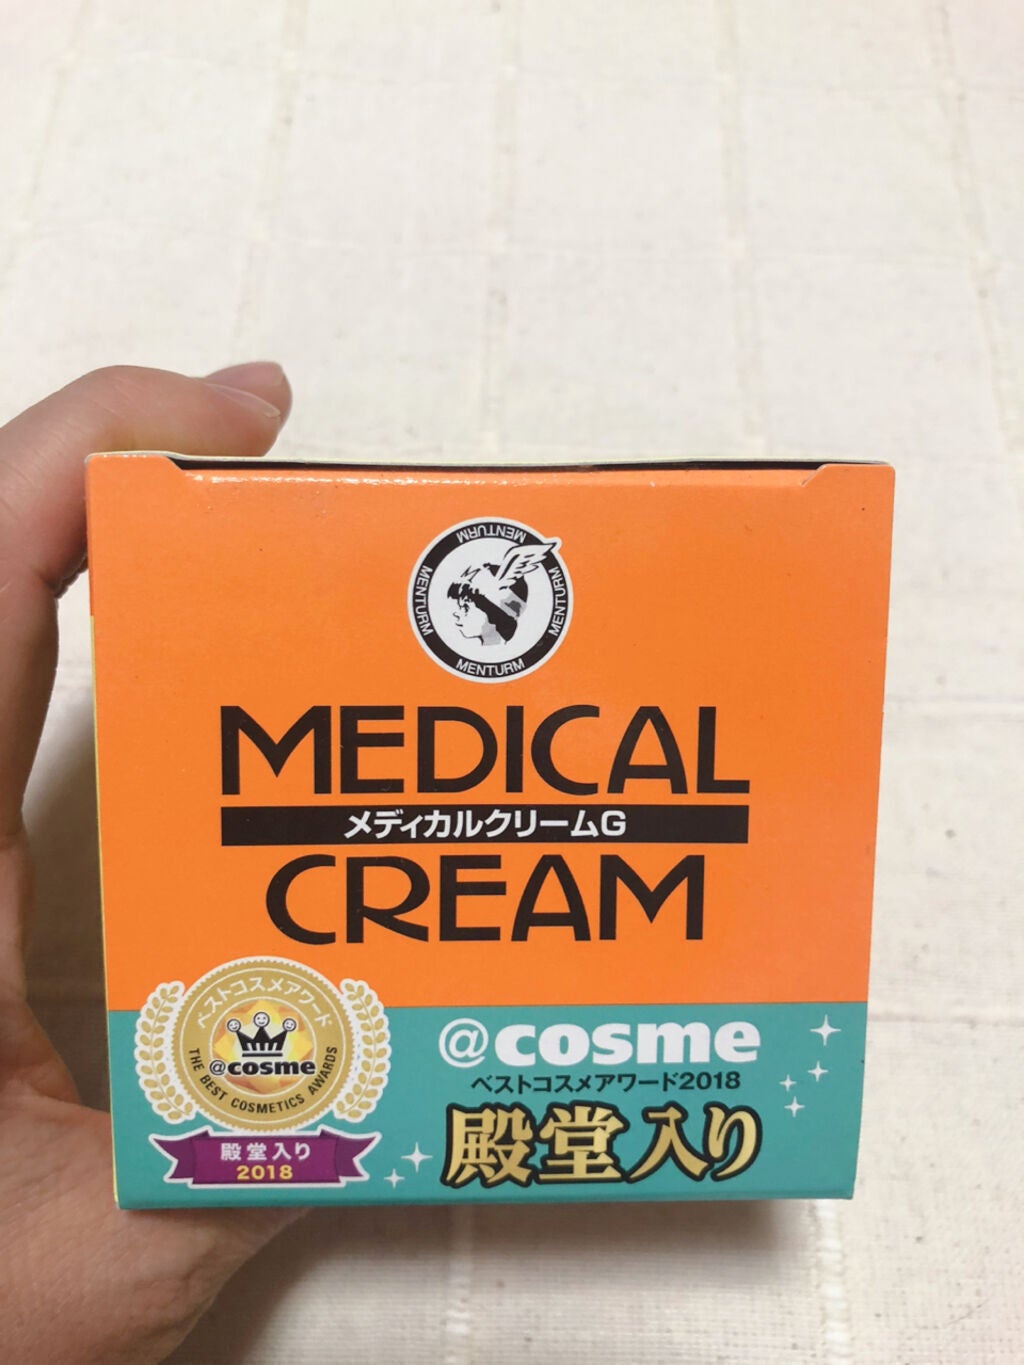 MENTURM
MENTURM
MENTURM
MENTURM
MEDICAL
メディカルクリームG
CREAM
ベストコスメアワード
@cosme
THE BEST COSMETICS AWARDS
殿堂入り
2018
@cosme
ベストコスメアワード2018
殿堂入り